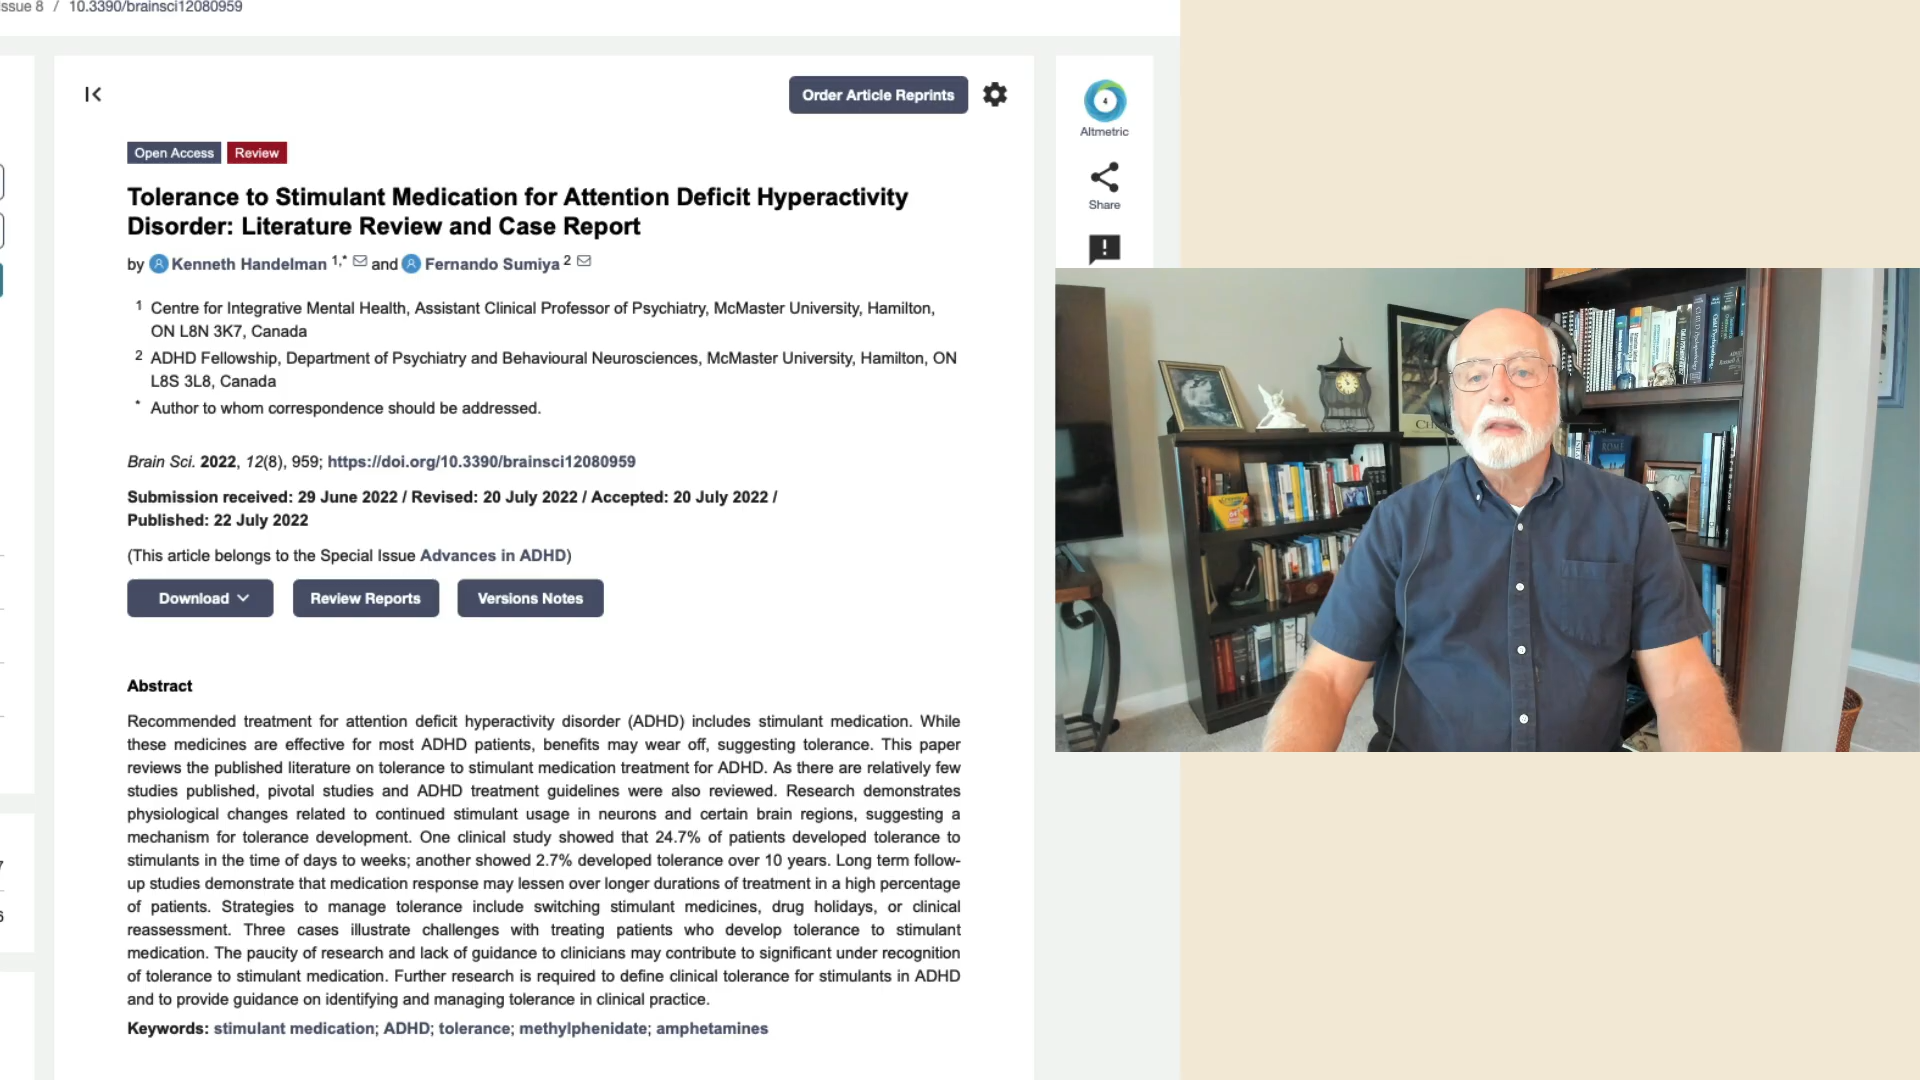 ssue 8 / 10.3390/brainsci12080959
Order Article Reprints
4
Altmetric
Share
Open Access Review
Tolerance to Stimulant Medication for Attention Deficit Hyperactivity
Disorder: Literature Review and Case Report
by Kenneth Handelman 1,* and Fernando Sumiya 2
1 Centre for Integrative Mental Health, Assistant Clinical Professor of Psychiatry, McMaster University, Hamilton,
ON L8N 3K7, Canada
2 ADHD Fellowship, Department of Psychiatry and Behavioural Neurosciences, McMaster University, Hamilton, ON
L8S 3L8, Canada
* Author to whom correspondence should be addressed.
Brain Sci. 2022, 12(8), 959; https://doi.org/10.3390/brainsci12080959
Submission received: 29 June 2022 / Revised: 20 July 2022 / Accepted: 20 July 2022 /
Published: 22 July 2022
(This article belongs to the Special Issue Advances in ADHD)
Download
Review Reports
Versions Notes
Abstract
Recommended treatment for attention deficit hyperactivity disorder (ADHD) includes stimulant medication. While
these medicines are effective for most ADHD patients, benefits may wear off, suggesting tolerance. This paper
reviews the published literature on tolerance to stimulant medication treatment for ADHD. As there are relatively few
studies published, pivotal studies and ADHD treatment guidelines were also reviewed. Research demonstrates
physiological changes related to continued stimulant usage in neurons and certain brain regions, suggesting a
mechanism for tolerance development. One clinical study showed that 24.7% of patients developed tolerance to
stimulants in the time of days to weeks; another showed 2.7% developed tolerance over 10 years. Long term follow-
up studies demonstrate that medication response may lessen over longer durations of treatment in a high percentage
of patients. Strategies to manage tolerance include switching stimulant medicines, drug holidays, or clinical
reassessment. Three cases illustrate challenges with treating patients who develop tolerance to stimulant
medication. The paucity of research and lack of guidance to clinicians may contribute to significant under recognition
of tolerance to stimulant medication. Further research is required to define clinical tolerance for stimulants in ADHD
and to provide guidance on identifying and managing tolerance in clinical practice.
Keywords: stimulant medication; ADHD; tolerance; methylphenidate; amphetamines
ROME